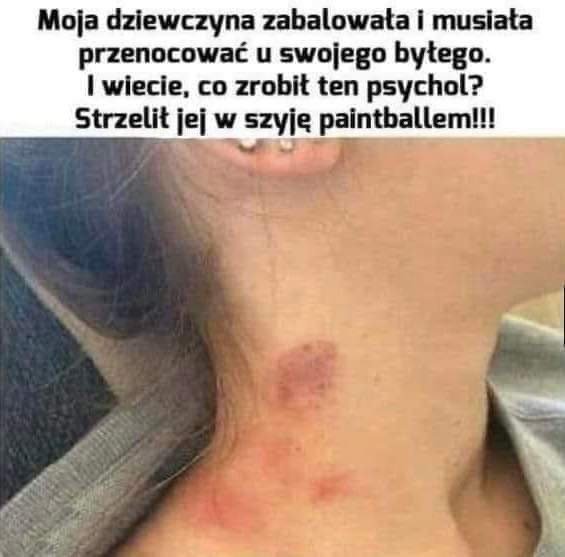 Moja dziewczyna zabalowała i musiała
przenocować u swojego byłego.
I wiecie, co zrobił ten psychol?
Strzelił jej w szyję paintballem!!!